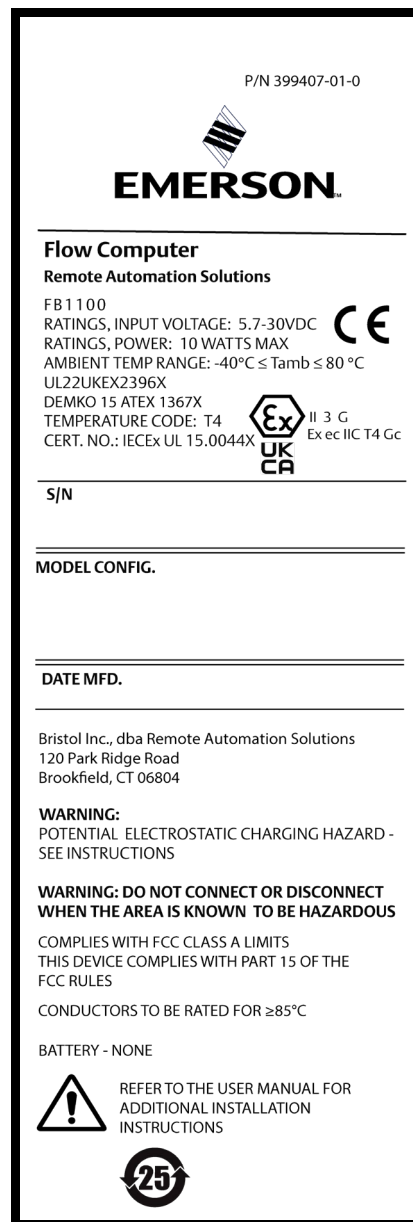 P/N 399407-01-0
EMERSON™
Flow Computer
Remote Automation Solutions
FB1100
RATINGS, INPUT VOLTAGE: 5.7-30VDC
CE
RATINGS, POWER: 10 WATTS MAX
AMBIENT TEMP RANGE: -40°C ≤ Tamb ≤ 80 °C
UL22UKEX2396X
DEMKO 15 ATEX 1367X
TEMPERATURE CODE: T4
Ex
II 3 G
CERT. NO.: IECEx UL 15.0044X
Ex ec IIC T4 Gc
UK
CA
S/N
MODEL CONFIG.
DATE MFD.
Bristol Inc., dba Remote Automation Solutions
120 Park Ridge Road
Brookfield, CT 06804
WARNING:
POTENTIAL ELECTROSTATIC CHARGING HAZARD -
SEE INSTRUCTIONS
WARNING: DO NOT CONNECT OR DISCONNECT
WHEN THE AREA IS KNOWN TO BE HAZARDOUS
COMPLIES WITH FCC CLASS A LIMITS
THIS DEVICE COMPLIES WITH PART 15 OF THE
FCC RULES
CONDUCTORS TO BE RATED FOR ≥85°C
BATTERY - NONE
REFER TO THE USER MANUAL FOR
ADDITIONAL INSTALLATION
INSTRUCTIONS
25